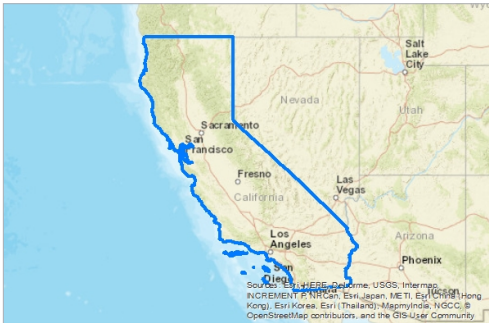 Salt
Lake
City
Nevada
Utah
Sacramento
San
Francisco
Fresno
California
Las
Vegas
Los
Angeles
Arizona
Phoenix
San
Diego
Tucson
Sources: Esri, HERE, DeLorme, USGS, Intermap,
INCREMENT P, NRCan, Esri Japan, METI, Esri China (Hong
Kong), Esri Korea, Esri (Thailand), MapmyIndia, NGCC, ©
OpenStreetMap contributors, and the GIS User Community